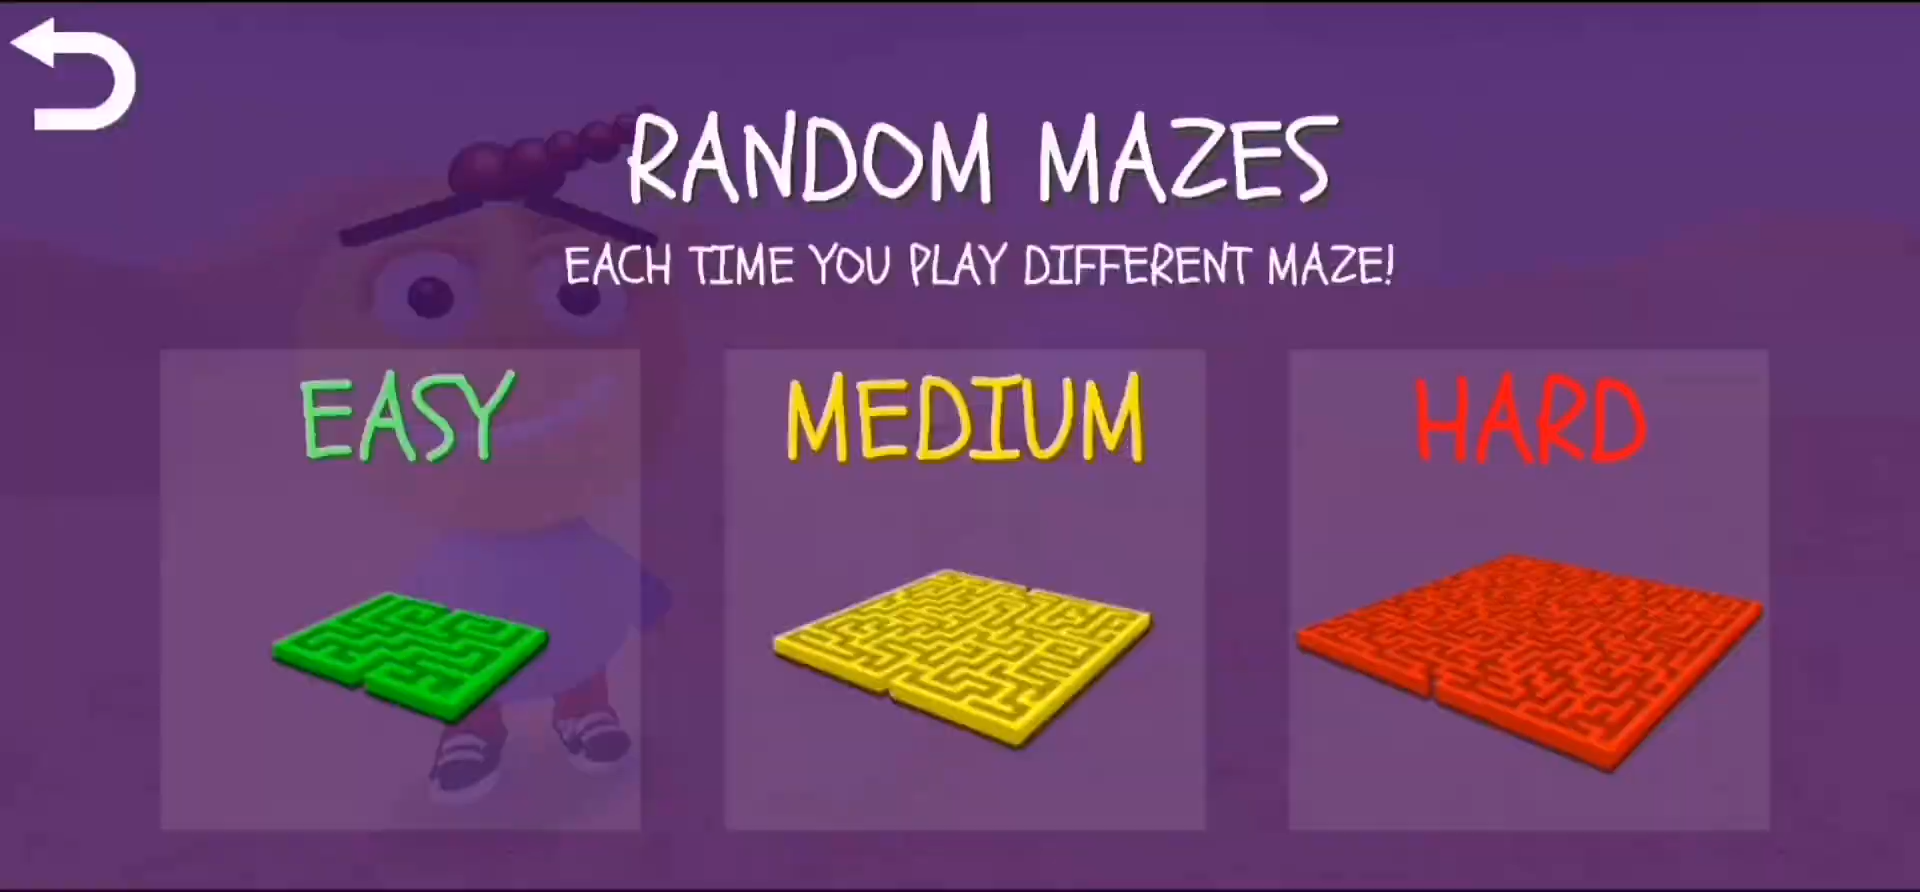 RANDOM MAZES
EACH TIME YOU PLAY DIFFERENT MAZE!
EASY
MEDIUM
HARD